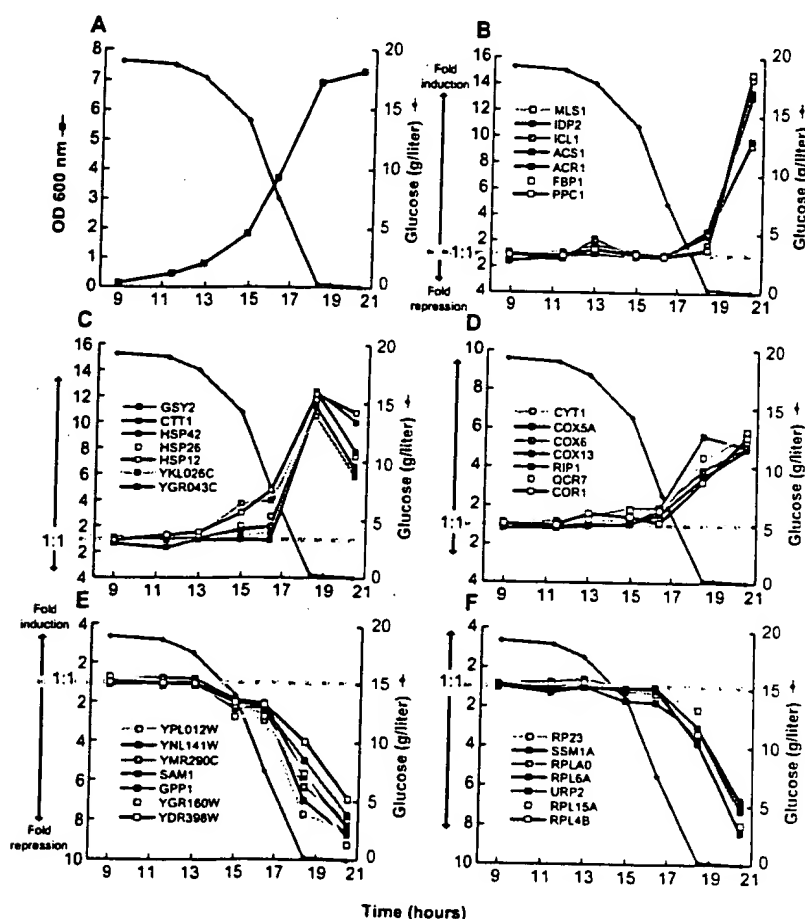 A
8
7
6
5
4
3
2
1
0
OD 600 nm
20
15
10
5
0
Glucose (g/liter)
9 11 13 15 17 19 21
B
Fold
induction
16
14
12
10
8
6
4
2
1:1
2
4
Fold
repression
MLS1
IDP2
ICL1
ACS1
ACR1
FBP1
PPC1
20
15
10
5
0
Glucose (g/liter)
9 11 13 15 17 19 21
C
16
14
12
10
8
6
4
2
1:1
2
4
GSY2
CTT1
HSP42
HSP26
HSP12
YKL026C
YGR043C
20
15
10
5
0
Glucose (g/liter)
9 11 13 15 17 19 21
D
10
8
6
4
2
1:1
2
4
CYT1
COX5A
COX6
COX13
RIP1
QCR7
COR1
20
15
10
5
0
Glucose (g/liter)
9 11 13 15 17 19 21
E
Fold
induction
4
2
1:1
2
4
6
8
10
Fold
repression
YPL012W
YNL141W
YMR290C
SAM1
GPP1
YGR160W
YDR398W
20
15
10
5
0
Glucose (g/liter)
9 11 13 15 17 19 21
F
4
2
1:1
2
4
6
8
10
RP23
SSM1A
RPLA0
RPL6A
URP2
RPL15A
RPL4B
20
15
10
5
0
Glucose (g/liter)
9 11 13 15 17 19 21
Time (hours)